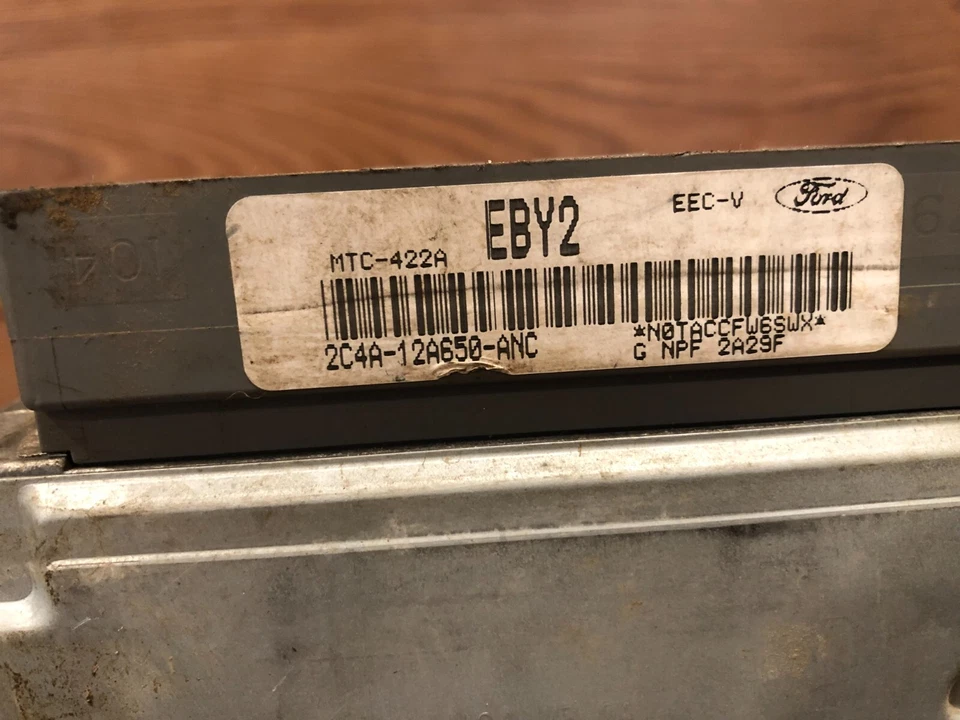 EBY2
EEC-V
Ford
MTC-422A
*N0TACCFW6SWX*
2C4A-12A650-ANC
G NPF 2A29F
104